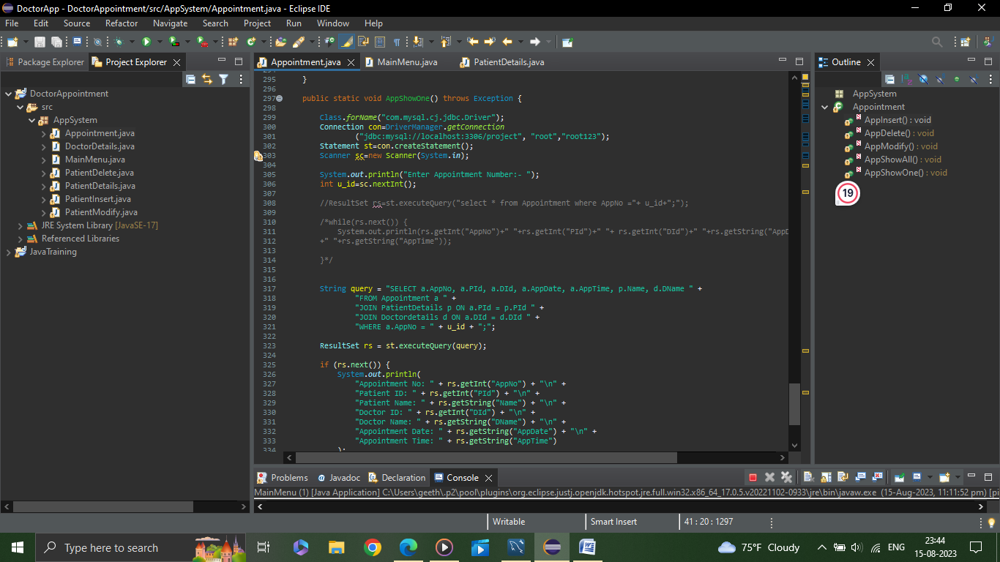 DoctorApp - DoctorAppointment/src/AppSystem/Appointment.java - Eclipse IDE
File Edit Source Refactor Navigate Search Project Run Window Help
Package Explorer Project Explorer
DoctorAppointment
src
AppSystem
Appointment.java
DoctorDetails.java
MainMenu.java
PatientDelete.java
PatientDetails.java
PatientInsert.java
PatientModify.java
JRE System Library [JavaSE-17]
Referenced Libraries
JavaTraining
Appointment.java MainMenu.java PatientDetails.java
295 }
296
297 public static void AppShowOne() throws Exception {
298
299 Class.forName("com.mysql.cj.jdbc.Driver");
300 Connection con=DriverManager.getConnection
301 ("jdbc:mysql://localhost:3306/project", "root","root123");
302 Statement st=con.createStatement();
303 Scanner sc=new Scanner(System.in);
304
305 System.out.println("Enter Appointment Number:- ");
306 int u_id=sc.nextInt();
307
308 //ResultSet rs=st.executeQuery("select * from Appointment where AppNo ="+ u_id+";");
309
310 /*while(rs.next()) {
311 System.out.println(rs.getInt("AppNo")+" "+rs.getInt("PId")+" "+ rs.getInt("DId")+" "+rs.getString("AppD
312 +" "+rs.getString("AppTime"));
313
314 }*/
315
316
317 String query = "SELECT a.AppNo, a.PId, a.DId, a.AppDate, a.AppTime, p.Name, d.DName " +
318 "FROM Appointment a " +
319 "JOIN PatientDetails p ON a.PId = p.PId " +
320 "JOIN Doctordetails d ON a.DId = d.DId " +
321 "WHERE a.AppNo = " + u_id + ";";
322
323 ResultSet rs = st.executeQuery(query);
324
325 if (rs.next()) {
326 System.out.println(
327 "Appointment No: " + rs.getInt("AppNo") + "\n" +
328 "Patient ID: " + rs.getInt("PId") + "\n" +
329 "Patient Name: " + rs.getString("Name") + "\n" +
330 "Doctor ID: " + rs.getInt("DId") + "\n" +
331 "Doctor Name: " + rs.getString("DName") + "\n" +
332 "Appointment Date: " + rs.getString("AppDate") + "\n" +
333 "Appointment Time: " + rs.getString("AppTime")
334 );
Outline
AppSystem
Appointment
AppInsert() : void
AppDelete() : void
AppModify() : void
AppShowAll() : void
AppShowOne() : void
19
Problems Javadoc Declaration Console
MainMenu (1) [Java Application] C:\Users\geeth\.p2\pool\plugins\org.eclipse.justj.openjdk.hotspot.jre.full.win32.x86_64_17.0.5.v20221102-0933\jre\bin\javaw.exe (15-Aug-2023, 11:11:52 pm) [pi
Writable Smart Insert 41 : 20 : 1297
Type here to search
75°F Cloudy
ENG
23:44
15-08-2023